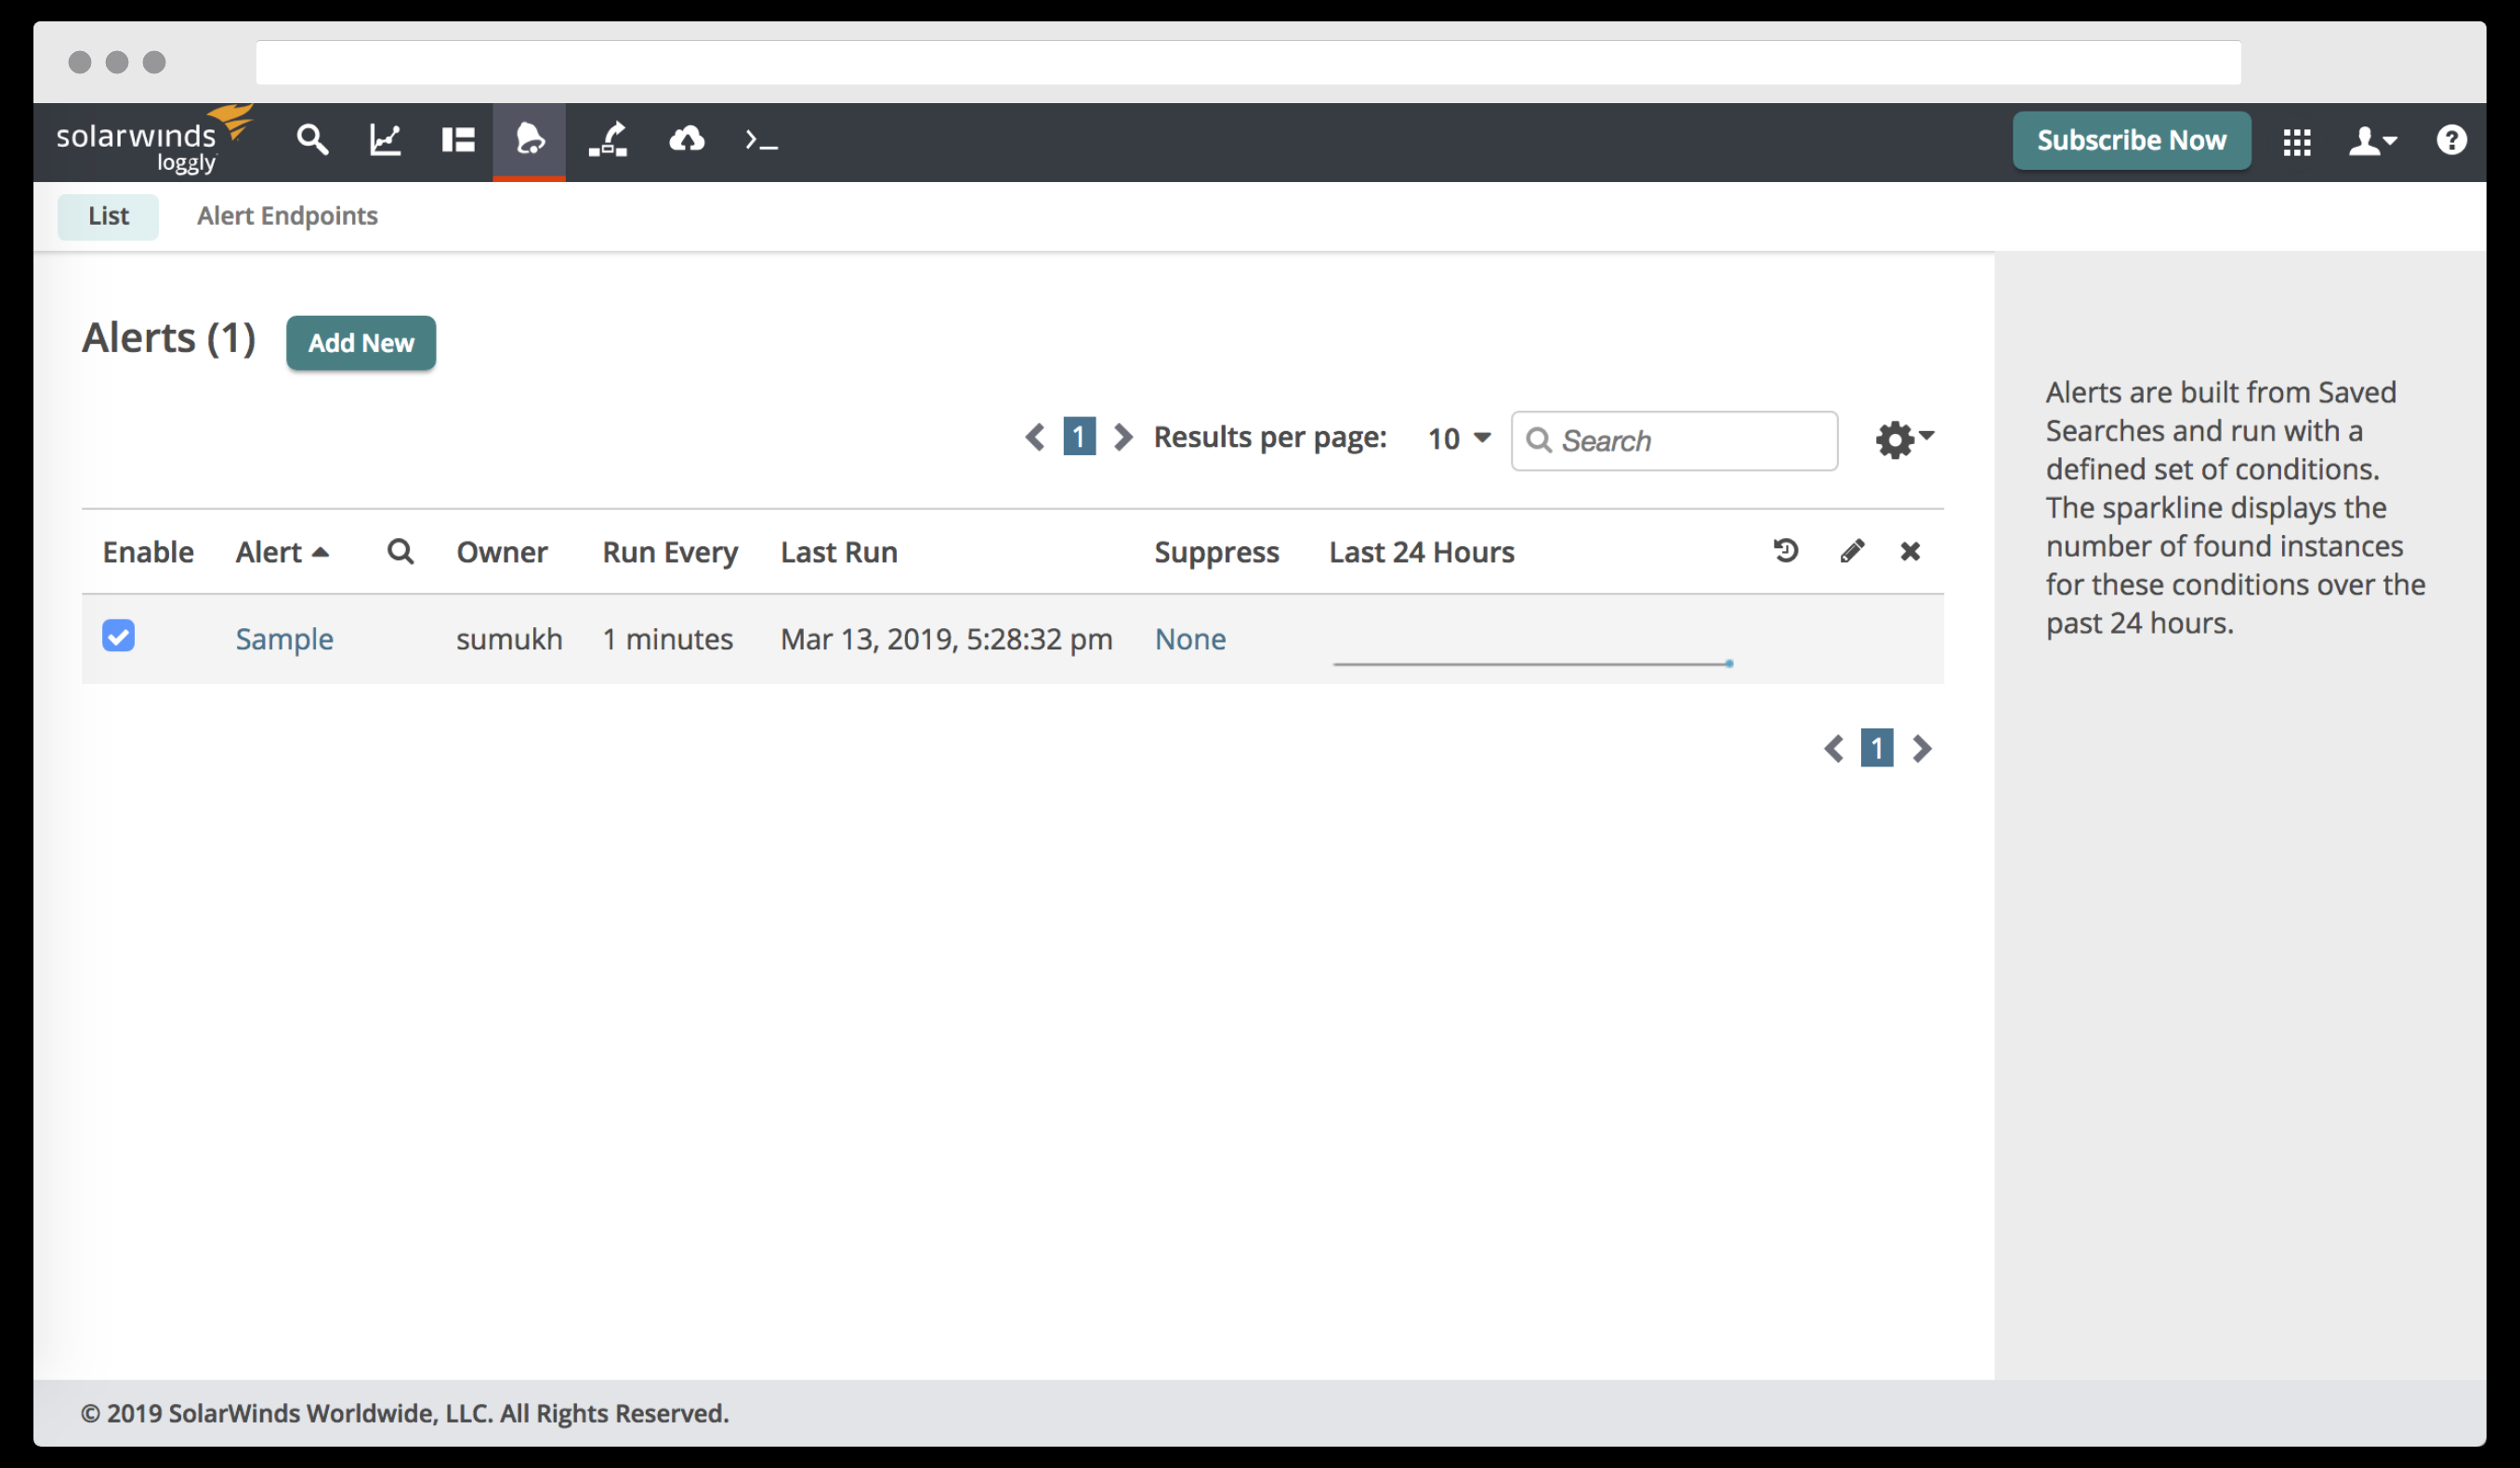 solarwinds
loggly
Subscribe Now
List Alert Endpoints
Alerts (1) Add New
1 Results per page: 10 Search
Enable Alert Owner Run Every Last Run Suppress Last 24 Hours
Sample sumukh 1 minutes Mar 13, 2019, 5:28:32 pm None
1
Alerts are built from Saved
Searches and run with a
defined set of conditions.
The sparkline displays the
number of found instances
for these conditions over the
past 24 hours.
© 2019 SolarWinds Worldwide, LLC. All Rights Reserved.